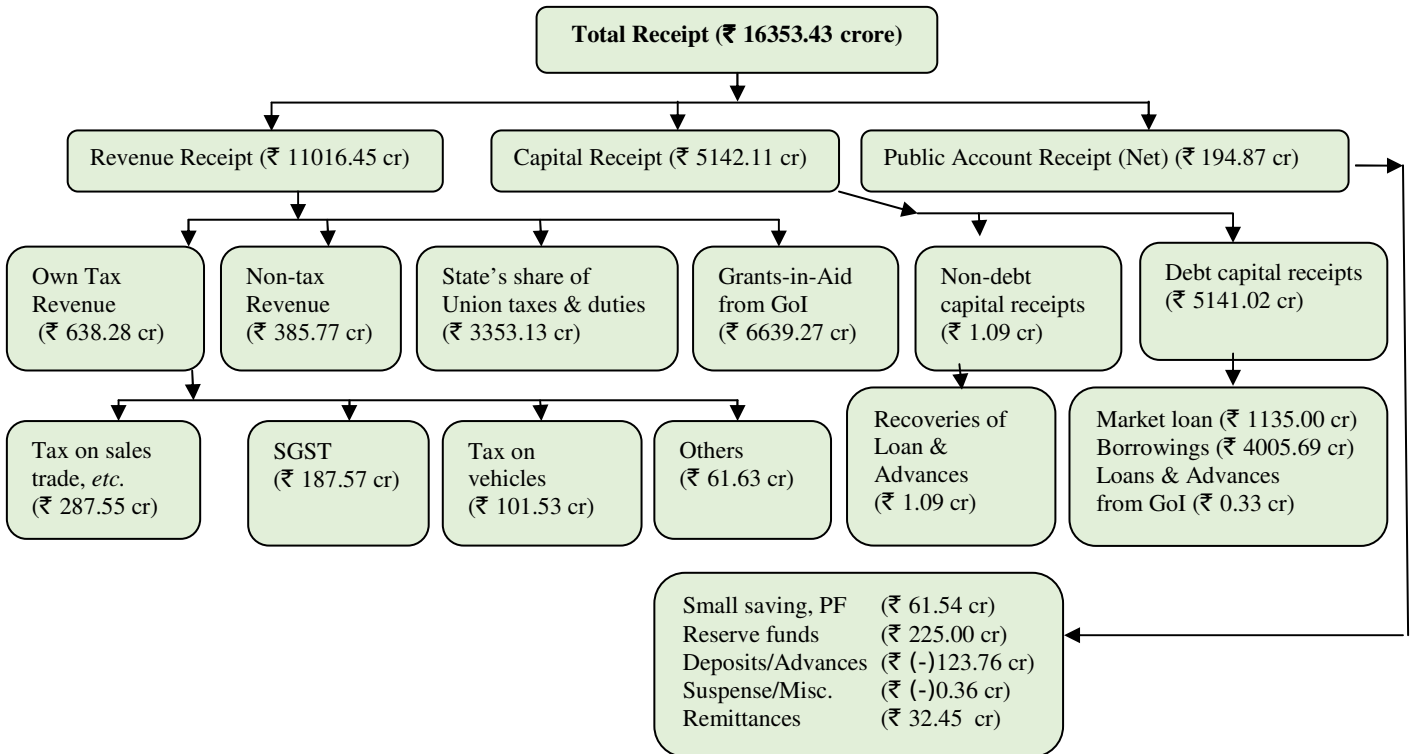 Total Receipt (₹ 16353.43 crore)
Revenue Receipt (₹ 11016.45 cr)
Capital Receipt (₹ 5142.11 cr)
Public Account Receipt (Net) (₹ 194.87 cr)
Own Tax
Revenue
(₹ 638.28 cr)
Non-tax
Revenue
(₹ 385.77 cr)
State’s share of
Union taxes & duties
(₹ 3353.13 cr)
Grants-in-Aid
from GoI
(₹ 6639.27 cr)
Non-debt
capital receipts
(₹ 1.09 cr)
Debt capital receipts
(₹ 5141.02 cr)
Tax on sales
trade, etc.
(₹ 287.55 cr)
SGST
(₹ 187.57 cr)
Tax on
vehicles
(₹ 101.53 cr)
Others
(₹ 61.63 cr)
Recoveries of
Loan &
Advances
(₹ 1.09 cr)
Market loan (₹ 1135.00 cr)
Borrowings (₹ 4005.69 cr)
Loans & Advances
from GoI (₹ 0.33 cr)
Small saving, PF (₹ 61.54 cr)
Reserve funds (₹ 225.00 cr)
Deposits/Advances (₹ (-)123.76 cr)
Suspense/Misc. (₹ (-)0.36 cr)
Remittances (₹ 32.45 cr)